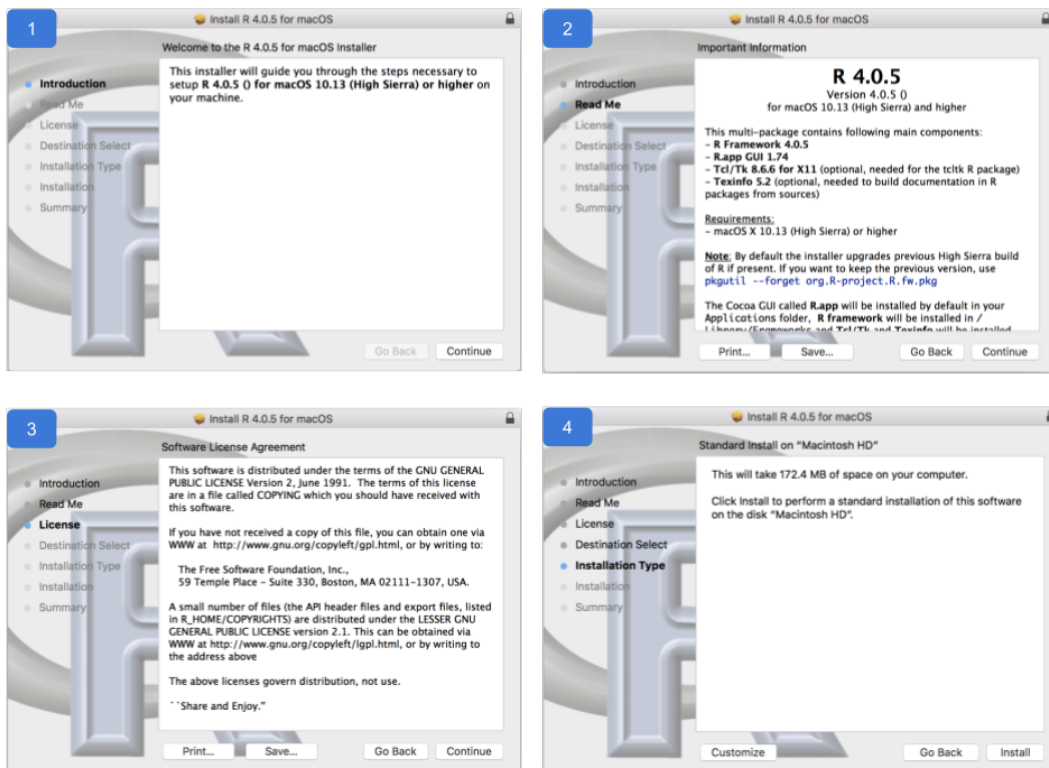 1
Install R 4.0.5 for macOS
Welcome to the R 4.0.5 for macOS Installer
Introduction
Read Me
License
Destination Select
Installation Type
Installation
Summary
This installer will guide you through the steps necessary to
setup R 4.0.5 () for macOS 10.13 (High Sierra) or higher on
your machine.
Go Back
Continue
2
Install R 4.0.5 for macOS
Important Information
Introduction
Read Me
License
Destination Select
Installation Type
Installation
Summary
R 4.0.5
Version 4.0.5 ()
for macOS 10.13 (High Sierra) and higher
This multi-package contains following main components:
- R Framework 4.0.5
- R.app GUI 1.74
- Tcl/Tk 8.6.6 for X11 (optional, needed for the tcltk R package)
- Texinfo 5.2 (optional, needed to build documentation in R
packages from sources)
Requirements:
- macOS X 10.13 (High Sierra) or higher
Note: By default the installer upgrades previous High Sierra build
of R if present. If you want to keep the previous version, use
pkgutil --forget org.R-project.R.fw.pkg
The Cocoa GUI called R.app will be installed by default in your
Applications folder, R framework will be installed in /
Library/Frameworks and Tcl/Tk and Texinfo will be installed
Print...
Save...
Go Back
Continue
3
Install R 4.0.5 for macOS
Software License Agreement
Introduction
Read Me
License
Destination Select
Installation Type
Installation
Summary
This software is distributed under the terms of the GNU GENERAL
PUBLIC LICENSE Version 2, June 1991. The terms of this license
are in a file called COPYING which you should have received with
this software.
If you have not received a copy of this file, you can obtain one via
WWW at http://www.gnu.org/copyleft/gpl.html, or by writing to:
The Free Software Foundation, Inc.,
59 Temple Place - Suite 330, Boston, MA 02111-1307, USA.
A small number of files (the API header files and export files, listed
in R_HOME/COPYRIGHTS) are distributed under the LESSER GNU
GENERAL PUBLIC LICENSE version 2.1. This can be obtained via
WWW at http://www.gnu.org/copyleft/lgpl.html, or by writing to
the address above
The above licenses govern distribution, not use.
``Share and Enjoy.''
Print...
Save...
Go Back
Continue
4
Install R 4.0.5 for macOS
Standard Install on "Macintosh HD"
Introduction
Read Me
License
Destination Select
Installation Type
Installation
Summary
This will take 172.4 MB of space on your computer.
Click Install to perform a standard installation of this software
on the disk "Macintosh HD".
Customize
Go Back
Install